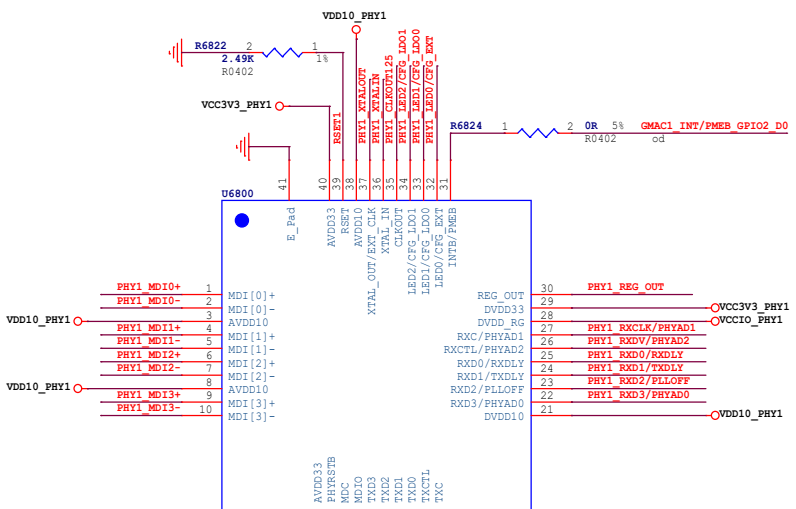 VDD10_PHY1
R6822 2 1
2.49K 1%
R0402
VCC3V3_PHY1
RSET1
PHY1_XTALOUT
PHY1_XTALIN
PHY1_CLKOUT125
PHY1_LED2/CFG_LDO1
PHY1_LED1/CFG_LDO0
PHY1_LED0/CFG_EXT
R6824 1 2 0R 5% GMAC1_INT/PMEB_GPIO2_D0
R0402 od
41 40 39 38 37 36 35 34 33 32 31
U6800
E_Pad
AVDD33
RSET
AVDD10
XTAL_OUT/EXT_CLK
XTAL_IN
CLKOUT
LED2/CFG_LDO1
LED1/CFG_LDO0
LED0/CFG_EXT
INTB/PMEB
PHY1_MDI0+ 1 MDI[0]+
PHY1_MDI0- 2 MDI[0]-
VDD10_PHY1 3 AVDD10
PHY1_MDI1+ 4 MDI[1]+
PHY1_MDI1- 5 MDI[1]-
PHY1_MDI2+ 6 MDI[2]+
PHY1_MDI2- 7 MDI[2]-
VDD10_PHY1 8 AVDD10
PHY1_MDI3+ 9 MDI[3]+
PHY1_MDI3- 10 MDI[3]-
REG_OUT 30 PHY1_REG_OUT
DVDD33 29 VCC3V3_PHY1
DVDD_RG 28 VCCIO_PHY1
RXC/PHYAD1 27 PHY1_RXCLK/PHYAD1
RXCTL/PHYAD2 26 PHY1_RXDV/PHYAD2
RXD0/RXDLY 25 PHY1_RXD0/RXDLY
RXD1/TXDLY 24 PHY1_RXD1/TXDLY
RXD2/PLLOFF 23 PHY1_RXD2/PLLOFF
RXD3/PHYAD0 22 PHY1_RXD3/PHYAD0
DVDD10 21 VDD10_PHY1
AVDD33
PHYRSTB
MDC
MDIO
TXD3
TXD2
TXD1
TXD0
TXCTL
TXC